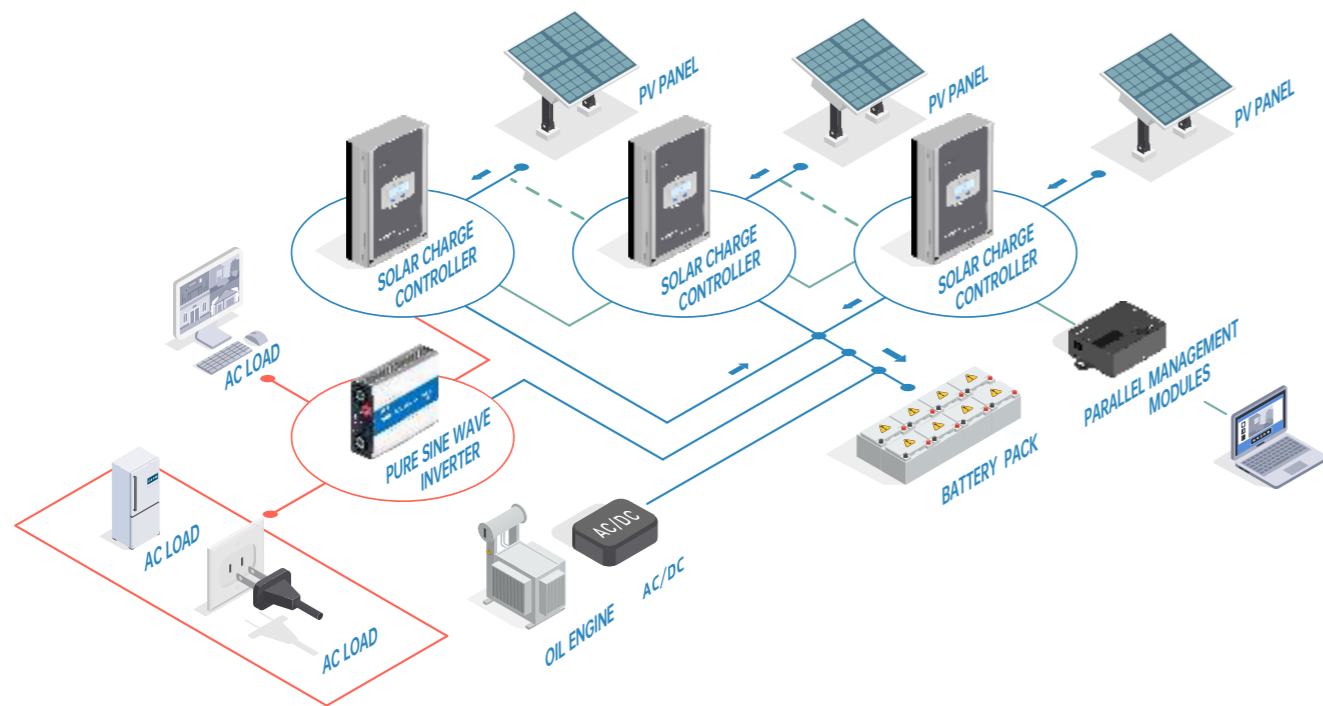 PV PANEL
PV PANEL
PV PANEL
SOLAR CHARGE
CONTROLLER
SOLAR CHARGE
CONTROLLER
SOLAR CHARGE
CONTROLLER
AC LOAD
PARALLEL MANAGEMENT
MODULES
PURE SINE WAVE
INVERTER
BATTERY PACK
AC LOAD
AC/DC
AC/DC
OIL ENGINE
AC LOAD